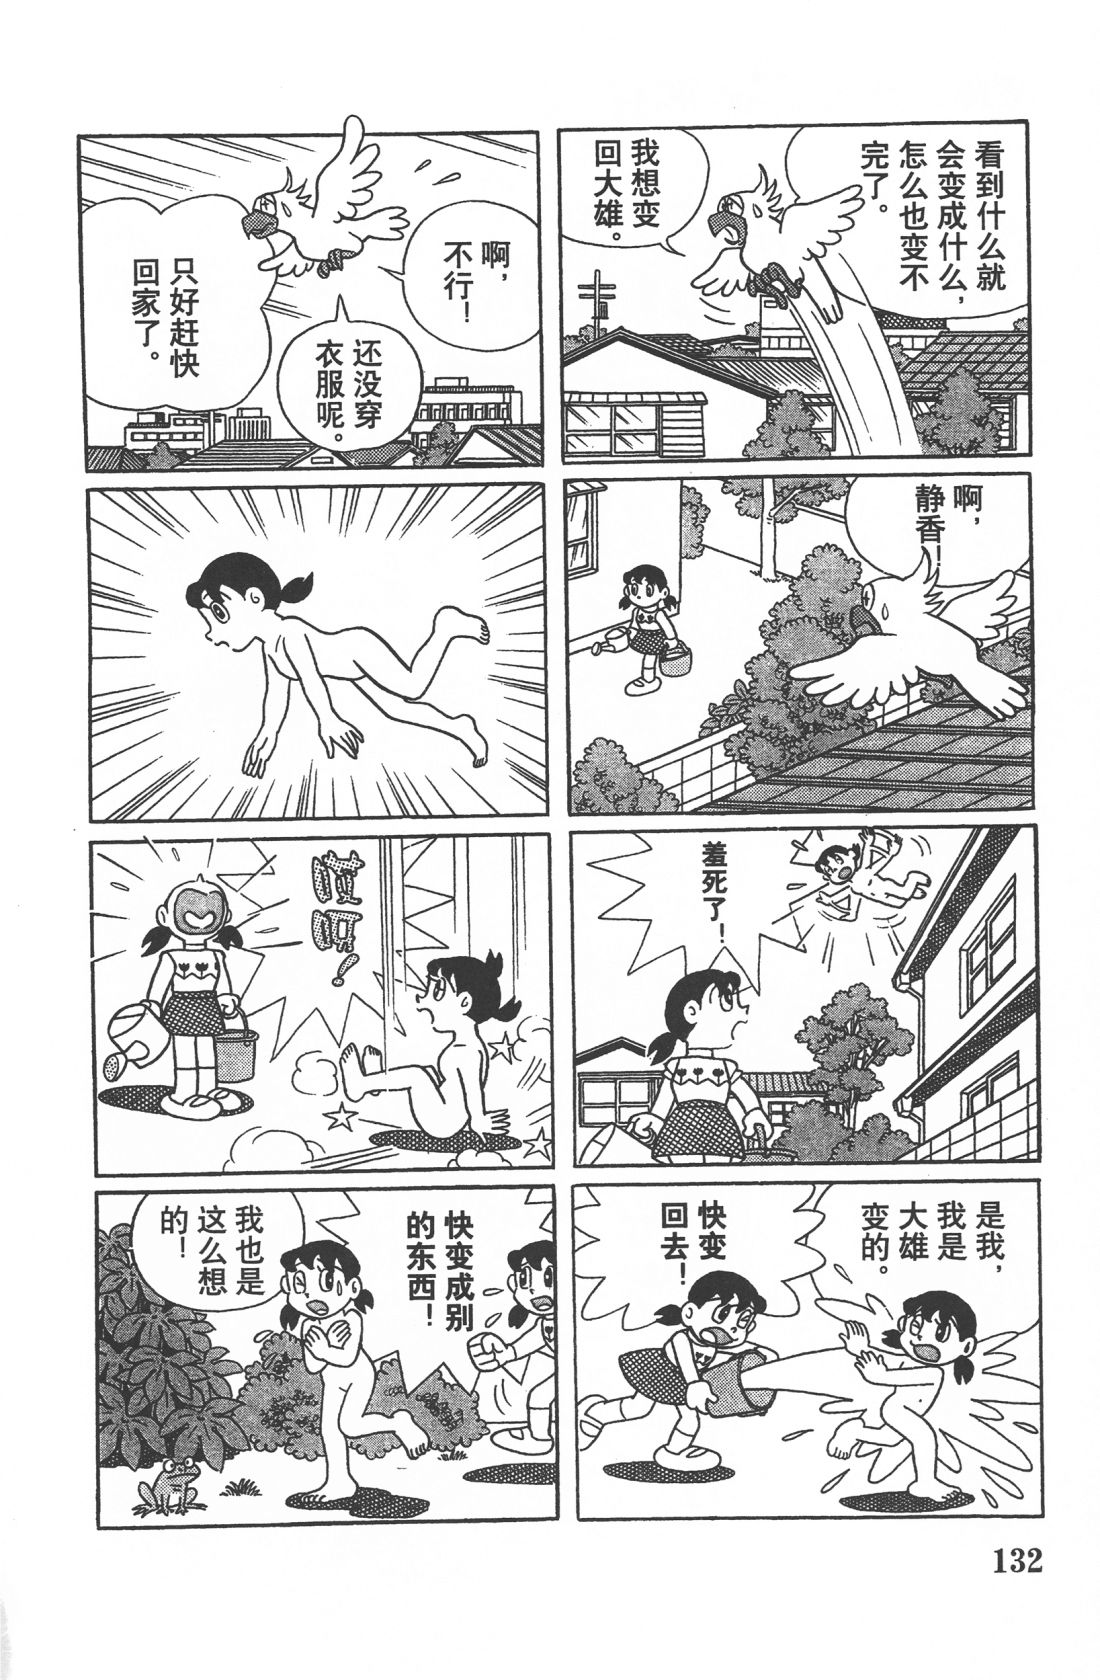 看到什么就
会变成什么，
怎么也变不
完了。
我想变
回大雄。
啊，
不行！
还没穿
衣服呢。
只好赶快
回家了。
啊，
静香！
羞死了！
哎呀！
是我，
我是
大雄
变的。
快变
回去！
快变成别
的东西！
我也是
这么想
的！
132